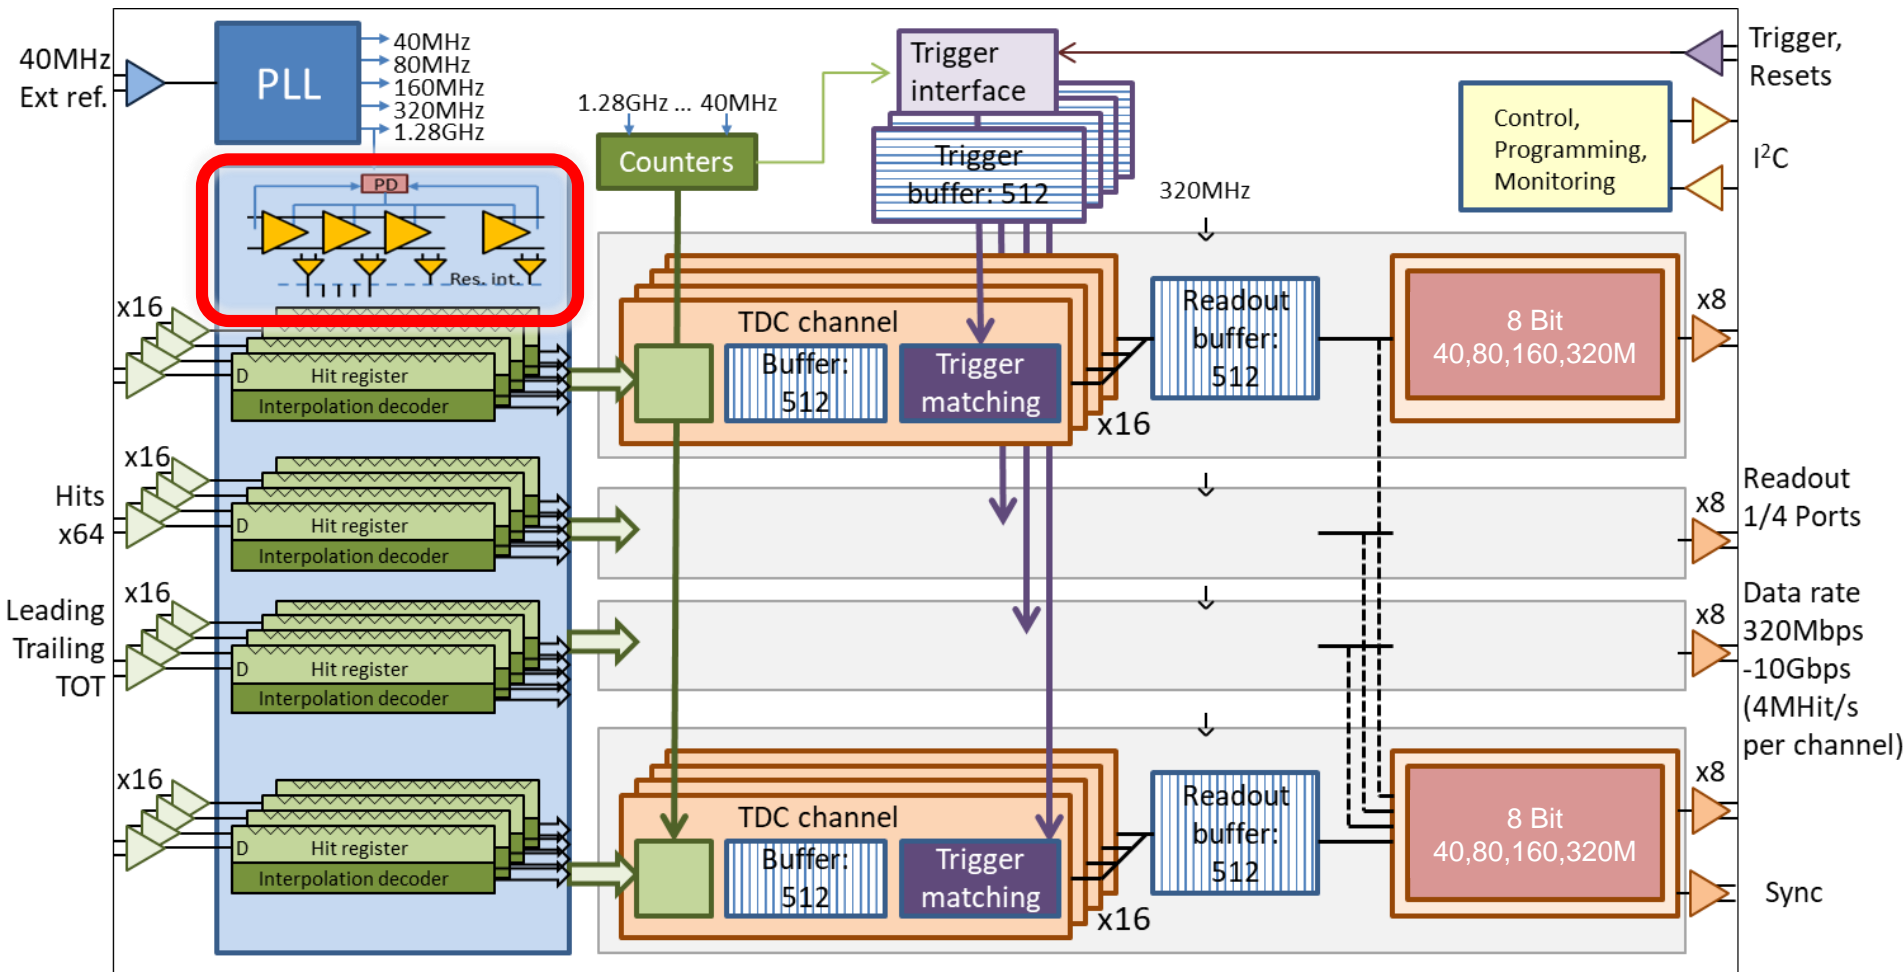 40MHz
Ext ref.
PLL
40MHz
80MHz
160MHz
320MHz
1.28GHz
1.28GHz ... 40MHz
Counters
Trigger
interface
Trigger
buffer: 512
Trigger,
Resets
Control,
Programming,
Monitoring
I²C
PD
Res. int.
320MHz
x16
D
Hit register
Interpolation decoder
TDC channel
Buffer:
512
Trigger
matching
x16
Readout
buffer:
512
8 Bit
40,80,160,320M
x8
Hits
x64
x16
D
Hit register
Interpolation decoder
x8
Readout
1/4 Ports
Leading
Trailing
TOT
x16
D
Hit register
Interpolation decoder
x8
Data rate
320Mbps
-10Gbps
(4MHit/s
per channel)
x16
D
Hit register
Interpolation decoder
TDC channel
Buffer:
512
Trigger
matching
x16
Readout
buffer:
512
8 Bit
40,80,160,320M
x8
Sync